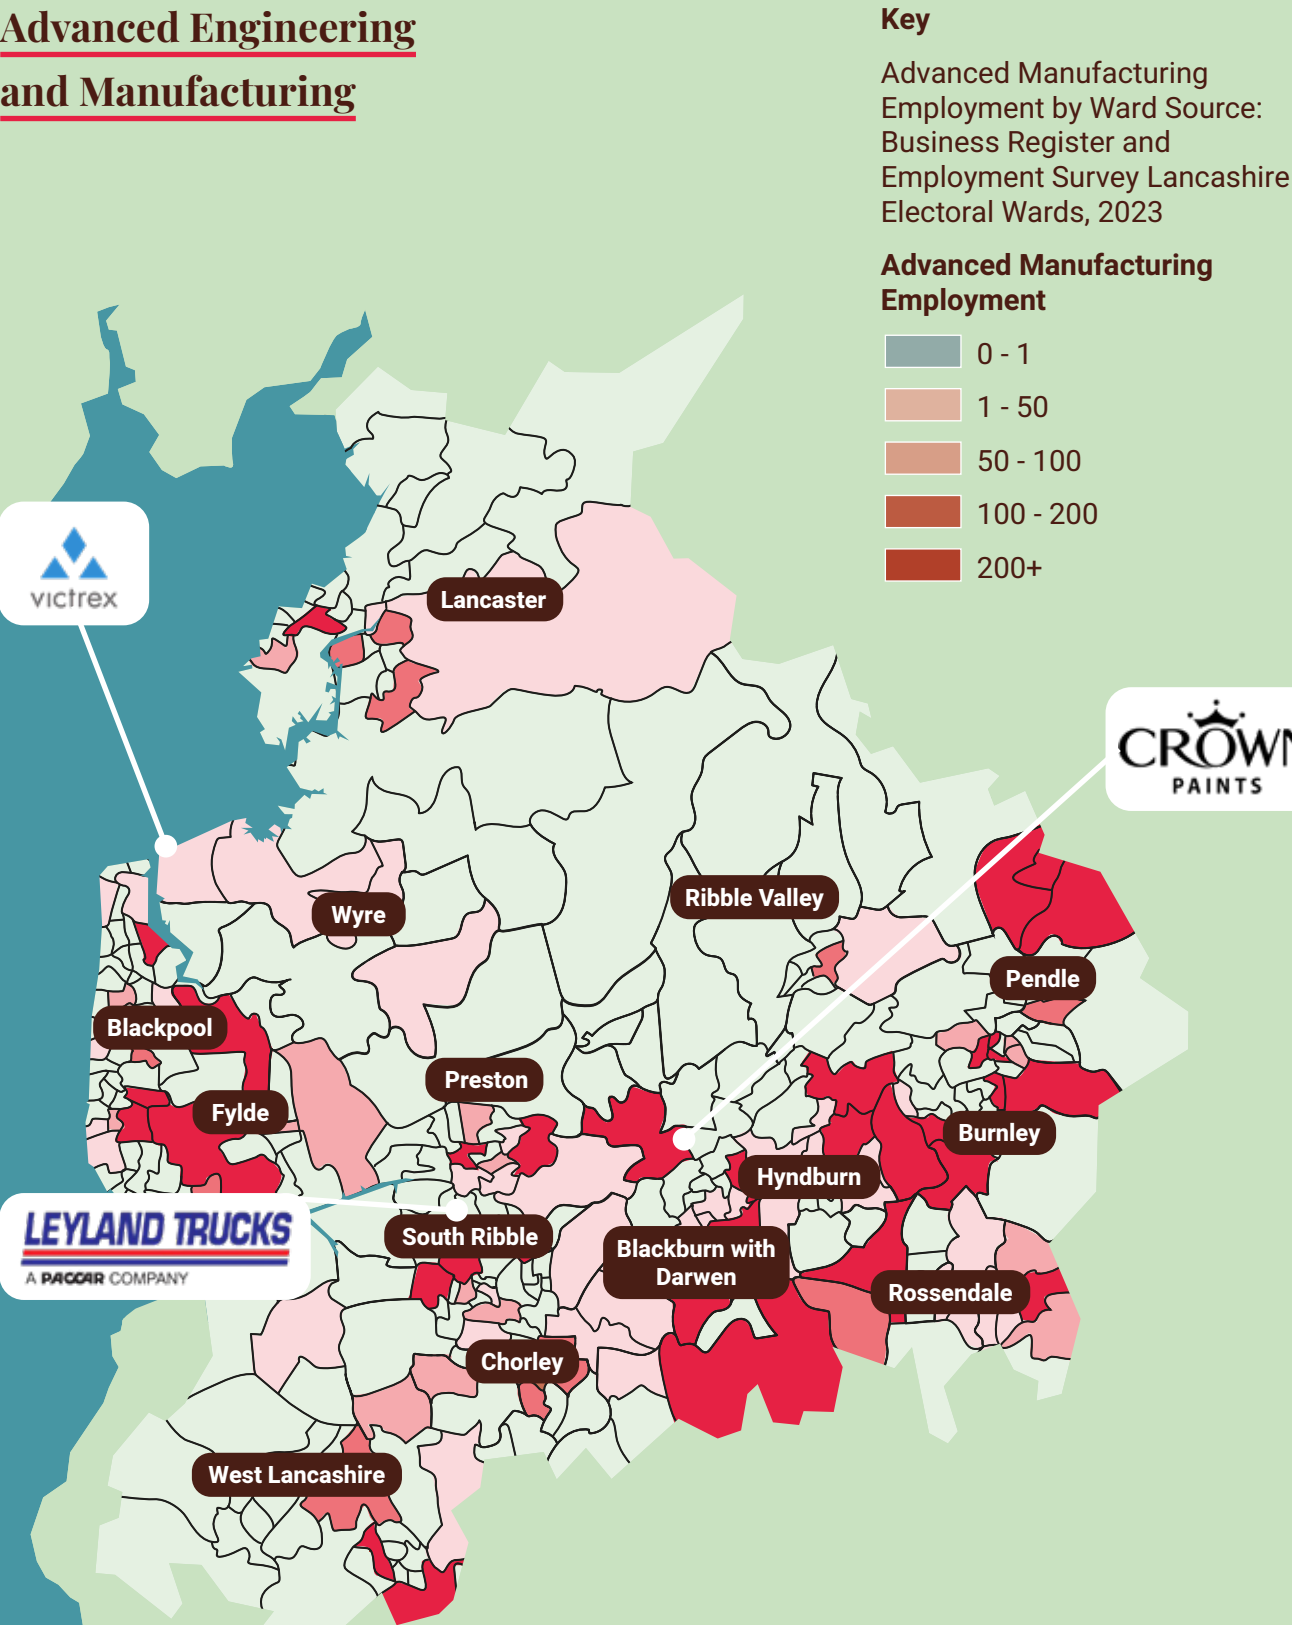 Advanced Engineering
and Manufacturing
Key
Advanced Manufacturing
Employment by Ward Source:
Business Register and
Employment Survey Lancashire
Electoral Wards, 2023
Advanced Manufacturing
Employment
0 - 1
1 - 50
50 - 100
100 - 200
200+
victrex
Lancaster
CROWN
PAINTS
Ribble Valley
Wyre
Pendle
Blackpool
Preston
Fylde
Burnley
Hyndburn
LEYLAND TRUCKS
A PACCAR COMPANY
South Ribble
Blackburn with
Darwen
Rossendale
Chorley
West Lancashire